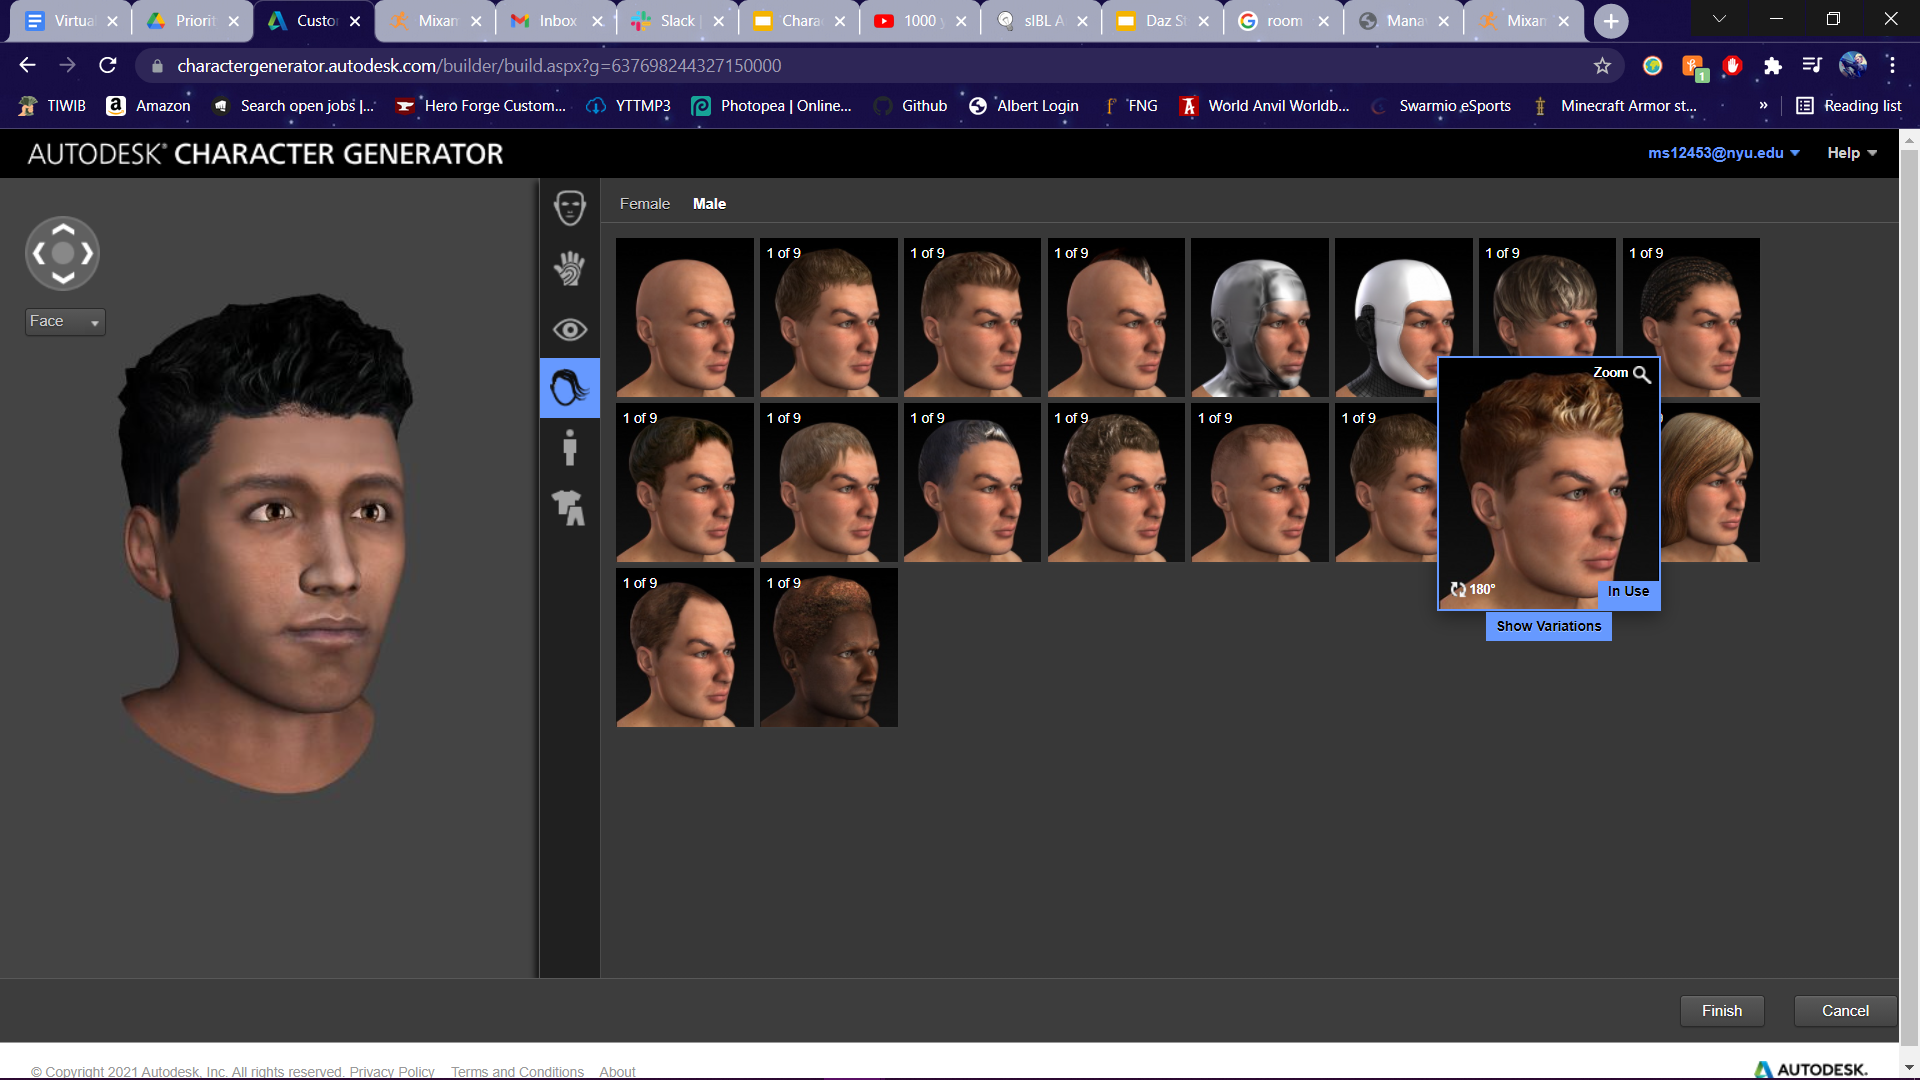 Virtua
Priorit
Custo
Mixam
Inbox
Slack
Charac
1000 y
sIBL A
Daz St
room
Mana
Mixam
charactergenerator.autodesk.com/builder/build.aspx?g=637698244327150000
1
TIWIB
Amazon
Search open jobs |...
Hero Forge Custom...
YTTMP3
Photopea | Online...
Github
Albert Login
FNG
World Anvil Worldb...
Swarmio eSports
Minecraft Armor st...
»
Reading list
AUTODESK® CHARACTER GENERATOR
ms12453@nyu.edu
Help
Face
Female
Male
1 of 9
1 of 9
1 of 9
1 of 9
1 of 9
1 of 9
1 of 9
1 of 9
1 of 9
1 of 9
1 of 9
Zoom
180°
In Use
Show Variations
1 of 9
1 of 9
Finish
Cancel
© Copyright 2021 Autodesk, Inc. All rights reserved.
Privacy Policy
Terms and Conditions
About
AUTODESK.